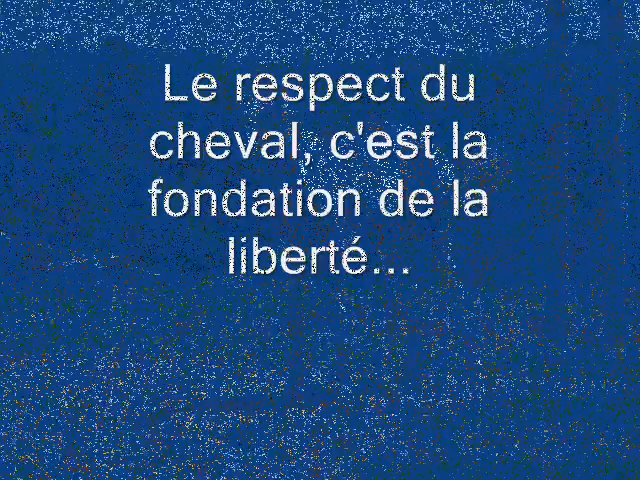 Le respect du
cheval, c'est la
fondation de la
liberté...